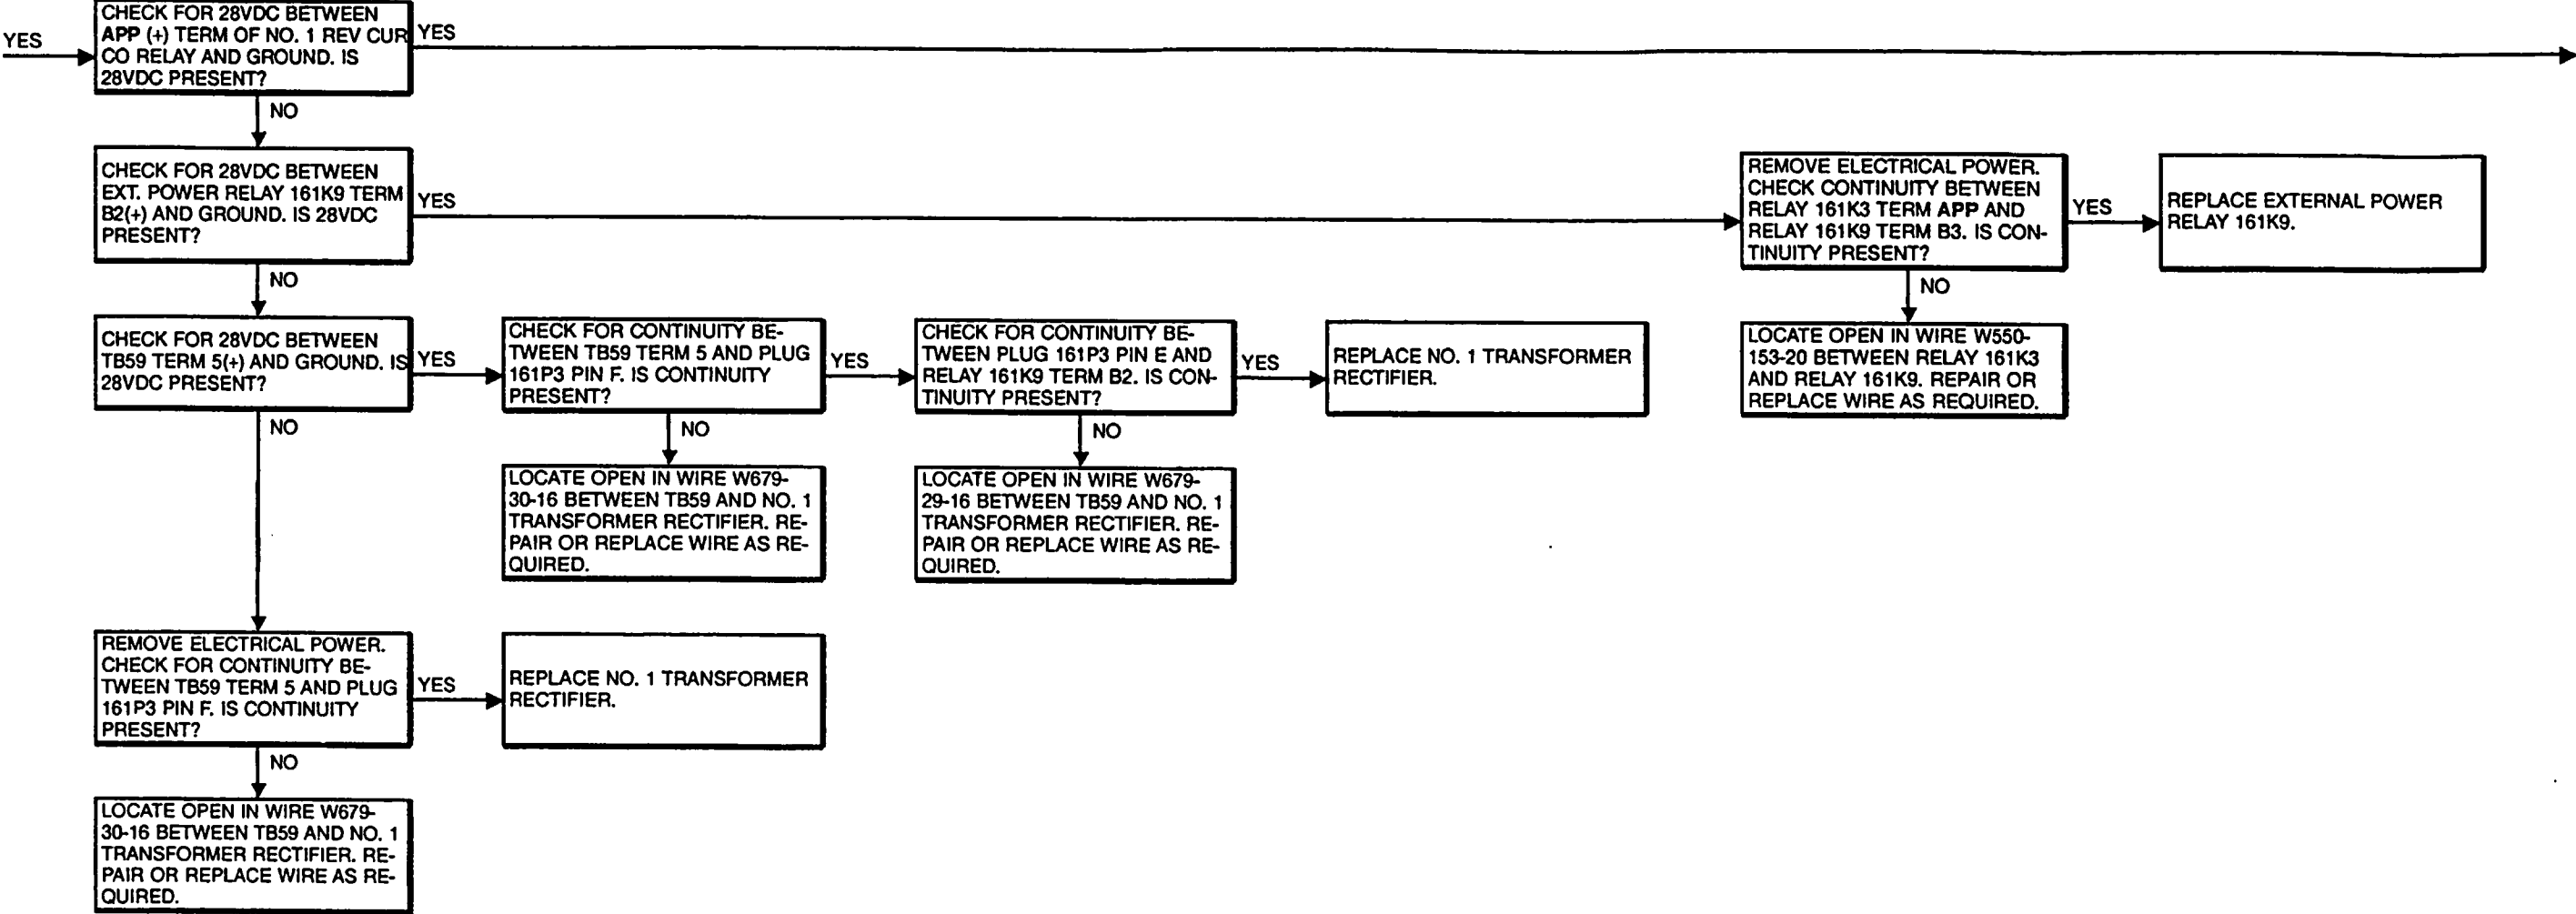 YES
CHECK FOR 28VDC BETWEEN
APP (+) TERM OF NO. 1 REV CUR
CO RELAY AND GROUND. IS
28VDC PRESENT?
YES
NO
CHECK FOR 28VDC BETWEEN
EXT. POWER RELAY 161K9 TERM
B2(+) AND GROUND. IS 28VDC
PRESENT?
YES
REMOVE ELECTRICAL POWER.
CHECK CONTINUITY BETWEEN
RELAY 161K3 TERM APP AND
RELAY 161K9 TERM B3. IS CON-
TINUITY PRESENT?
YES
REPLACE EXTERNAL POWER
RELAY 161K9.
NO
NO
CHECK FOR 28VDC BETWEEN
TB59 TERM 5(+) AND GROUND. IS
28VDC PRESENT?
YES
CHECK FOR CONTINUITY BE-
TWEEN TB59 TERM 5 AND PLUG
161P3 PIN F. IS CONTINUITY
PRESENT?
YES
CHECK FOR CONTINUITY BE-
TWEEN PLUG 161P3 PIN E AND
RELAY 161K9 TERM B2. IS CON-
TINUITY PRESENT?
YES
REPLACE NO. 1 TRANSFORMER
RECTIFIER.
LOCATE OPEN IN WIRE W550-
153-20 BETWEEN RELAY 161K3
AND RELAY 161K9. REPAIR OR
REPLACE WIRE AS REQUIRED.
NO
NO
NO
LOCATE OPEN IN WIRE W679-
30-16 BETWEEN TB59 AND NO. 1
TRANSFORMER RECTIFIER. RE-
PAIR OR REPLACE WIRE AS RE-
QUIRED.
LOCATE OPEN IN WIRE W679-
29-16 BETWEEN TB59 AND NO. 1
TRANSFORMER RECTIFIER. RE-
PAIR OR REPLACE WIRE AS RE-
QUIRED.
REMOVE ELECTRICAL POWER.
CHECK FOR CONTINUITY BE-
TWEEN TB59 TERM 5 AND PLUG
161P3 PIN F. IS CONTINUITY
PRESENT?
YES
REPLACE NO. 1 TRANSFORMER
RECTIFIER.
NO
LOCATE OPEN IN WIRE W679-
30-16 BETWEEN TB59 AND NO. 1
TRANSFORMER RECTIFIER. RE-
PAIR OR REPLACE WIRE AS RE-
QUIRED.